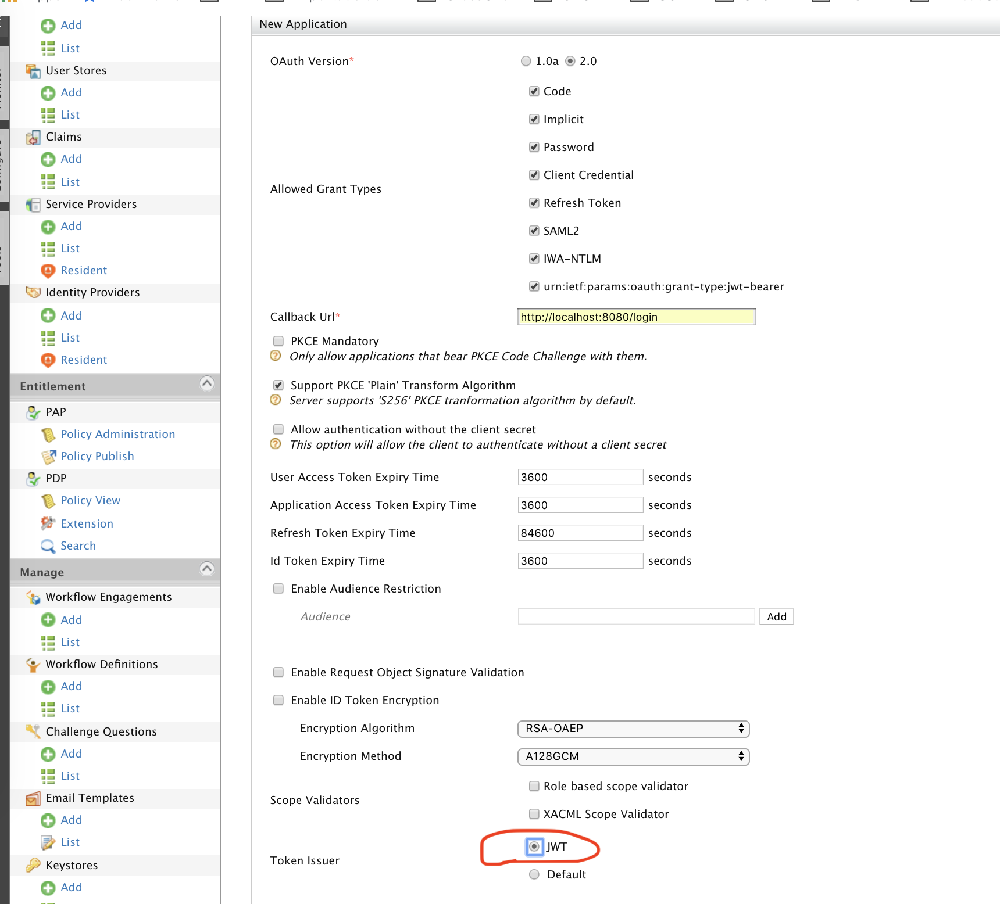 Add
List
User Stores
Add
List
Claims
Add
List
Service Providers
Add
List
Resident
Identity Providers
Add
List
Resident
Entitlement
PAP
Policy Administration
Policy Publish
PDP
Policy View
Extension
Search
Manage
Workflow Engagements
Add
List
Workflow Definitions
Add
List
Challenge Questions
Add
List
Email Templates
Add
List
Keystores
Add
New Application
OAuth Version* 1.0a 2.0
Allowed Grant Types
Code
Implicit
Password
Client Credential
Refresh Token
SAML2
IWA-NTLM
urn:ietf:params:oauth:grant-type:jwt-bearer
Callback Url* http://localhost:8080/login
PKCE Mandatory
Only allow applications that bear PKCE Code Challenge with them.
Support PKCE 'Plain' Transform Algorithm
Server supports 'S256' PKCE tranformation algorithm by default.
Allow authentication without the client secret
This option will allow the client to authenticate without a client secret
User Access Token Expiry Time 3600 seconds
Application Access Token Expiry Time 3600 seconds
Refresh Token Expiry Time 84600 seconds
Id Token Expiry Time 3600 seconds
Enable Audience Restriction
Audience Add
Enable Request Object Signature Validation
Enable ID Token Encryption
Encryption Algorithm RSA-OAEP
Encryption Method A128GCM
Scope Validators
Role based scope validator
XACML Scope Validator
Token Issuer
JWT
Default